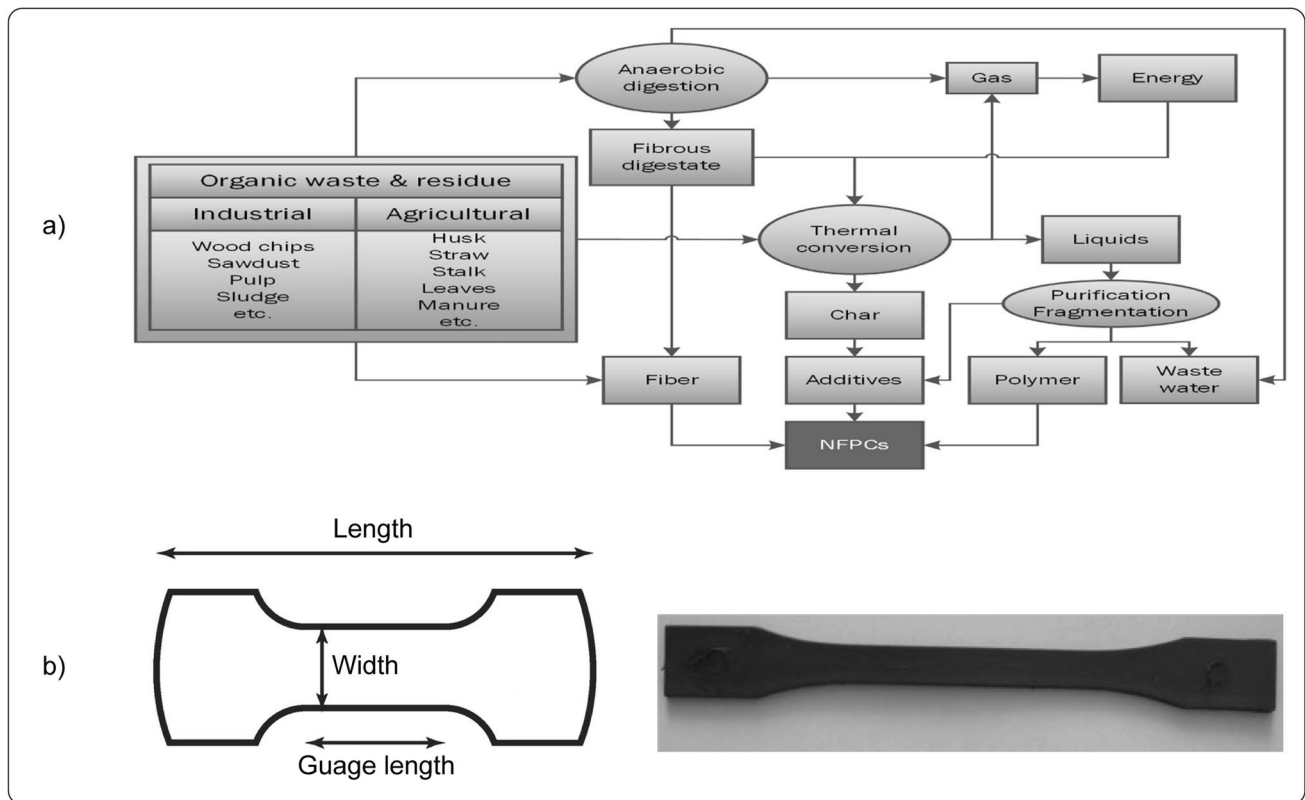 a)
Anaerobic
digestion
Gas
Energy
Fibrous
digestate
Organic waste & residue
Industrial
Agricultural
Wood chips
Sawdust
Pulp
Sludge
etc.
Husk
Straw
Stalk
Leaves
Manure
etc.
Thermal
conversion
Liquids
Purification
Fragmentation
Char
Fiber
Additives
Polymer
Waste
water
NFPCs
b)
Length
Width
Guage length